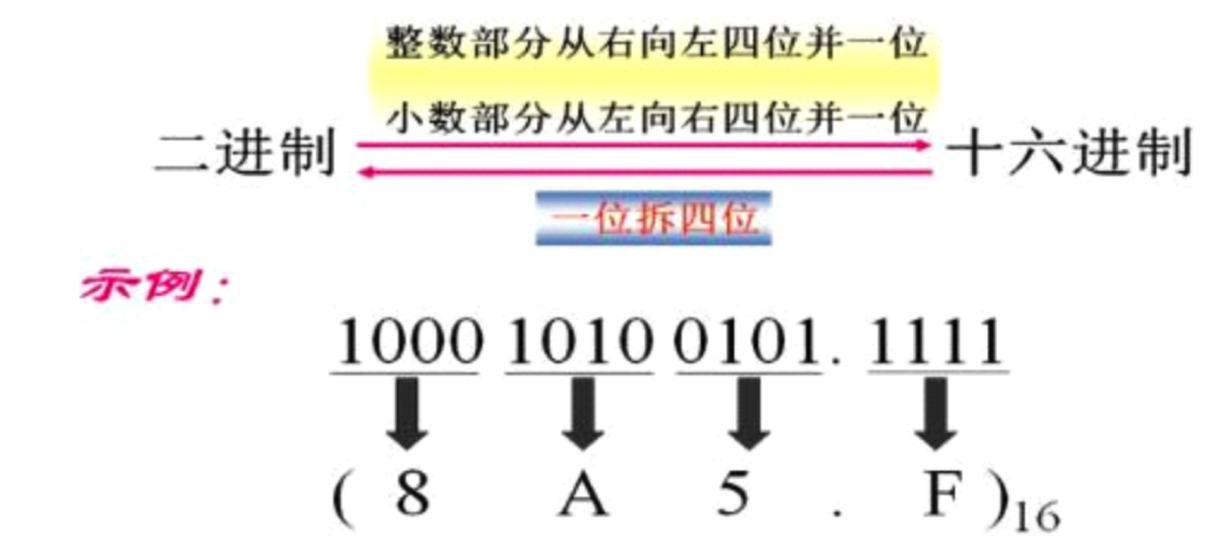 整数部分从右向左四位并一位
小数部分从左向右四位并一位
二进制 十六进制
一位拆四位
示例:
1000 1010 0101. 1111
( 8 A 5 . F )16